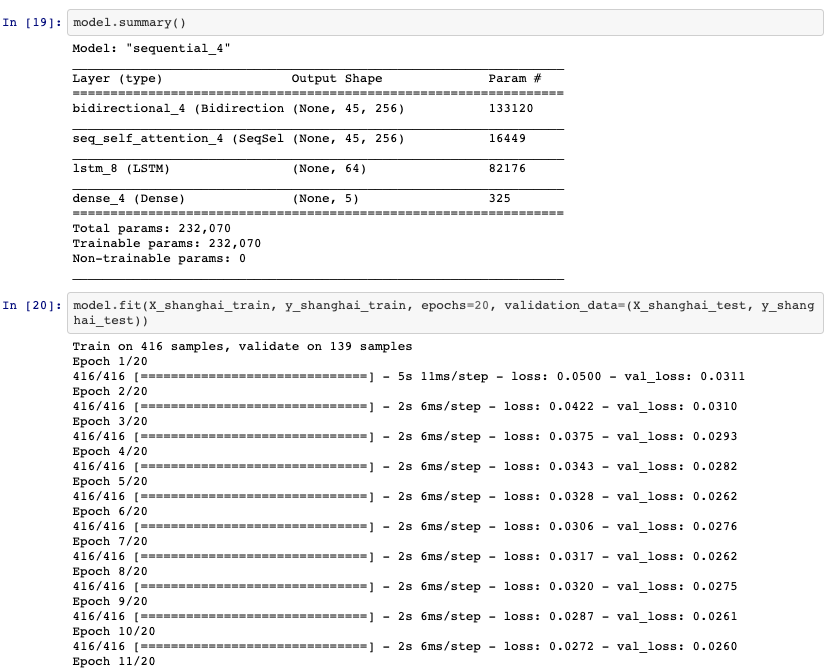 In [19]: model.summary()
Model: "sequential_4"
Layer (type) Output Shape Param #
=================================================================
bidirectional_4 (Bidirection (None, 45, 256) 133120
seq_self_attention_4 (SeqSel (None, 45, 256) 16449
lstm_8 (LSTM) (None, 64) 82176
dense_4 (Dense) (None, 5) 325
=================================================================
Total params: 232,070
Trainable params: 232,070
Non-trainable params: 0
In [20]: model.fit(X_shanghai_train, y_shanghai_train, epochs=20, validation_data=(X_shanghai_test, y_shang
hai_test))
Train on 416 samples, validate on 139 samples
Epoch 1/20
416/416 [==============================] - 5s 11ms/step - loss: 0.0500 - val_loss: 0.0311
Epoch 2/20
416/416 [==============================] - 2s 6ms/step - loss: 0.0422 - val_loss: 0.0310
Epoch 3/20
416/416 [==============================] - 2s 6ms/step - loss: 0.0375 - val_loss: 0.0293
Epoch 4/20
416/416 [==============================] - 2s 6ms/step - loss: 0.0343 - val_loss: 0.0282
Epoch 5/20
416/416 [==============================] - 2s 6ms/step - loss: 0.0328 - val_loss: 0.0262
Epoch 6/20
416/416 [==============================] - 2s 6ms/step - loss: 0.0306 - val_loss: 0.0276
Epoch 7/20
416/416 [==============================] - 2s 6ms/step - loss: 0.0317 - val_loss: 0.0262
Epoch 8/20
416/416 [==============================] - 2s 6ms/step - loss: 0.0320 - val_loss: 0.0275
Epoch 9/20
416/416 [==============================] - 2s 6ms/step - loss: 0.0287 - val_loss: 0.0261
Epoch 10/20
416/416 [==============================] - 2s 6ms/step - loss: 0.0272 - val_loss: 0.0260
Epoch 11/20